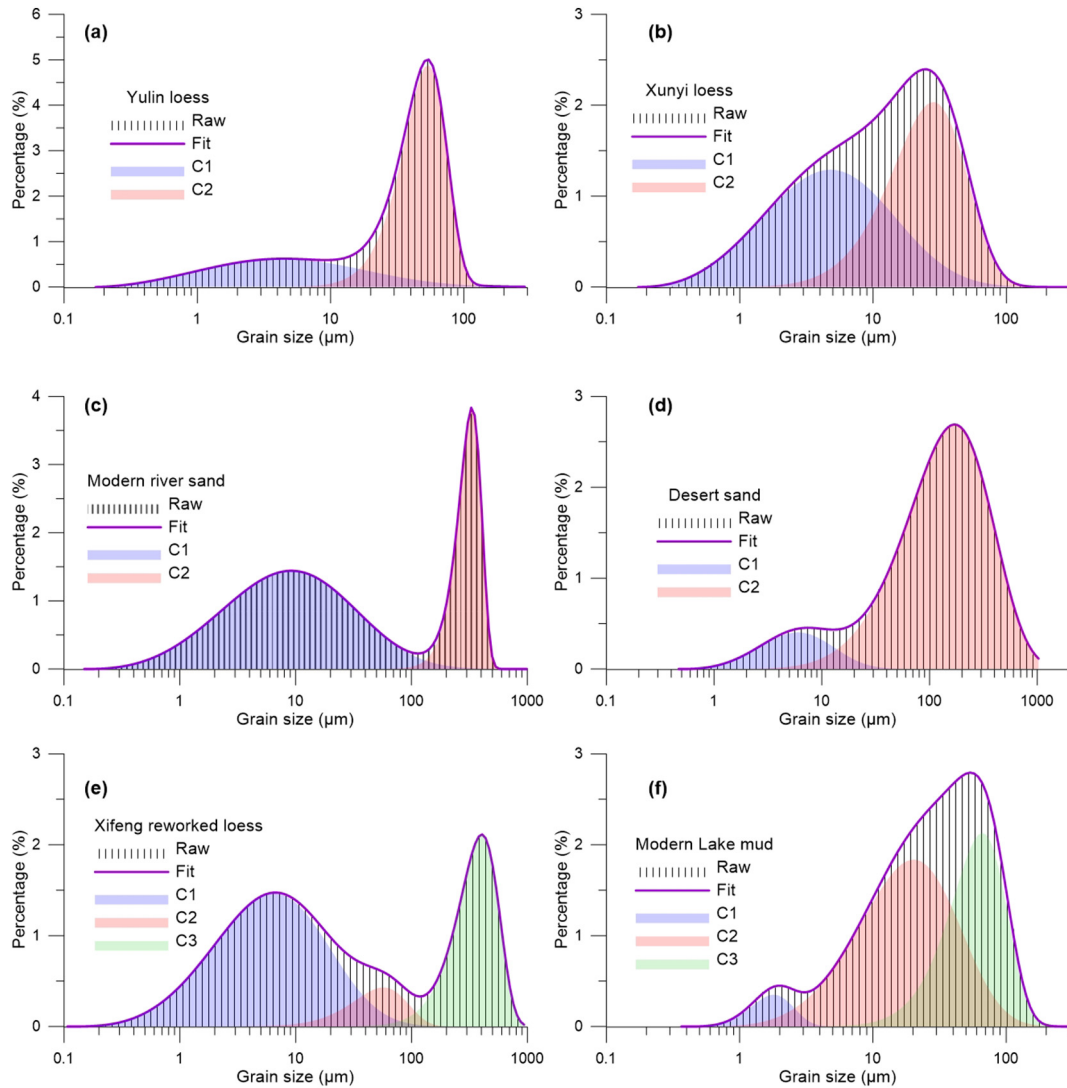 (a)
Yulin loess
Raw
Fit
C1
C2
Percentage (%)
6
5
4
3
2
1
0
0.1 1 10 100
Grain size (µm)
(b)
Xunyi loess
Raw
Fit
C1
C2
Percentage (%)
3
2
1
0
0.1 1 10 100
Grain size (µm)
(c)
Modern river sand
Raw
Fit
C1
C2
Percentage (%)
4
3
2
1
0
0.1 1 10 100 1000
Grain size (µm)
(d)
Desert sand
Raw
Fit
C1
C2
Percentage (%)
3
2
1
0
0.1 1 10 100 1000
Grain size (µm)
(e)
Xifeng reworked loess
Raw
Fit
C1
C2
C3
Percentage (%)
3
2
1
0
0.1 1 10 100 1000
Grain size (µm)
(f)
Modern Lake mud
Raw
Fit
C1
C2
C3
Percentage (%)
3
2
1
0
0.1 1 10 100
Grain size (µm)